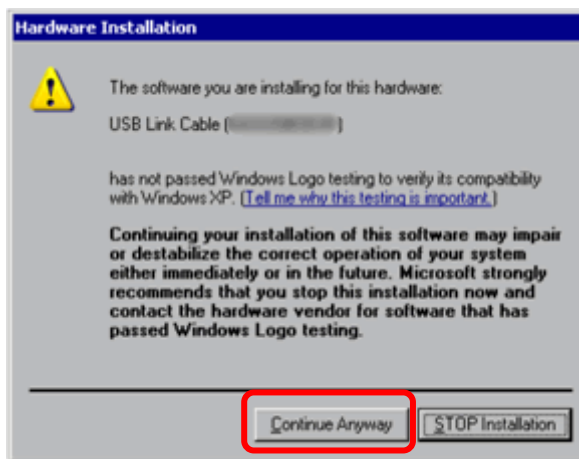 Hardware Installation
The software you are installing for this hardware:
USB Link Cable ( )
has not passed Windows Logo testing to verify its compatibility
with Windows XP. (Tell me why this testing is important.)
Continuing your installation of this software may impair
or destabilize the correct operation of your system
either immediately or in the future. Microsoft strongly
recommends that you stop this installation now and
contact the hardware vendor for software that has
passed Windows Logo testing.
Continue Anyway
STOP Installation